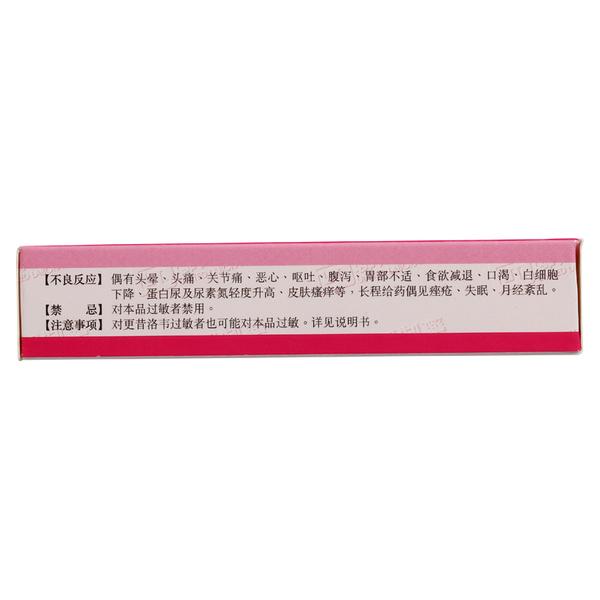 【不良反应】偶有头晕、头痛、关节痛、恶心、呕吐、腹泻、胃部不适、食欲减退、口渴、白细胞
下降、蛋白尿及尿素氮轻度升高、皮肤瘙痒等，长程给药偶见痤疮、失眠、月经紊乱。
【禁　　忌】对本品过敏者禁用。
【注意事项】对更昔洛韦过敏者也可能对本品过敏。详见说明书。